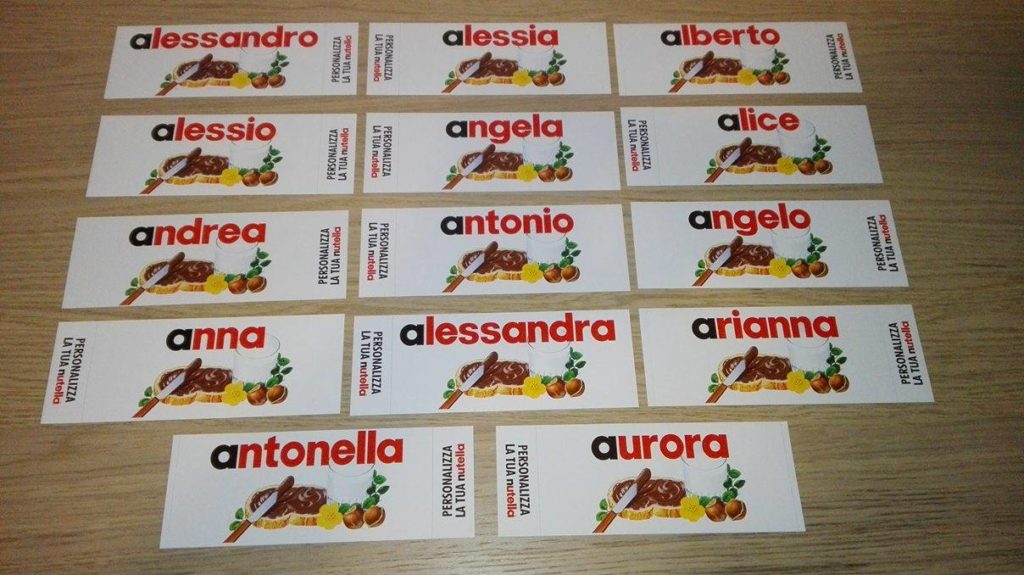 alessandro
PERSONALIZZA
LA TUA nutella
alessia
PERSONALIZZA
LA TUA nutella
alberto
PERSONALIZZA
LA TUA nutella
alessio
PERSONALIZZA
LA TUA nutella
angela
PERSONALIZZA
LA TUA nutella
alice
PERSONALIZZA
LA TUA nutella
andrea
PERSONALIZZA
LA TUA nutella
antonio
PERSONALIZZA
LA TUA nutella
angelo
PERSONALIZZA
LA TUA nutella
anna
PERSONALIZZA
LA TUA nutella
alessandra
PERSONALIZZA
LA TUA nutella
arianna
PERSONALIZZA
LA TUA nutella
antonella
PERSONALIZZA
LA TUA nutella
aurora
PERSONALIZZA
LA TUA nutella